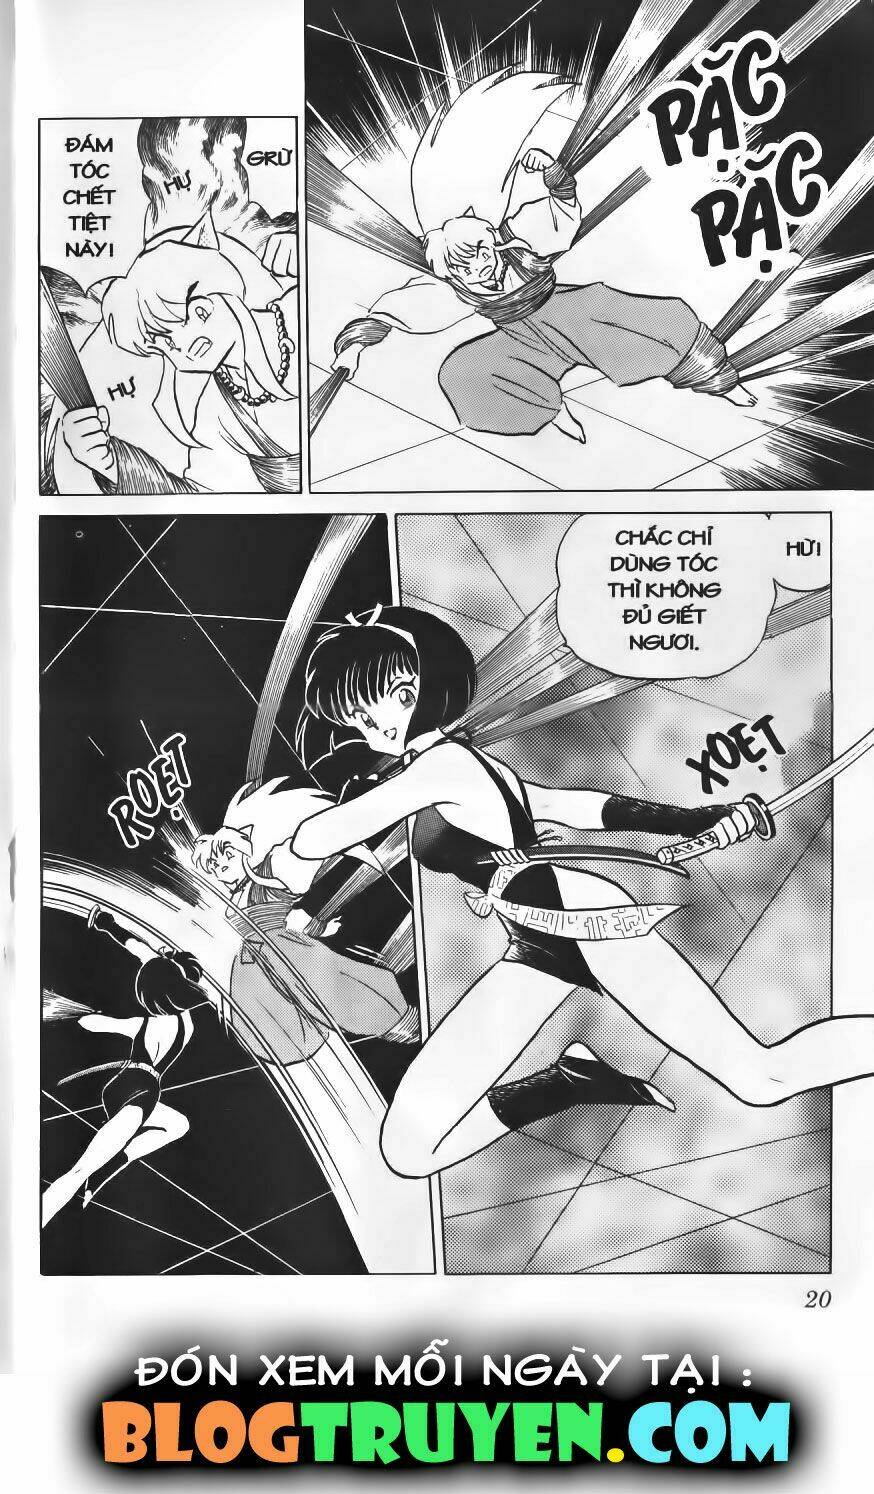 PẶC
PẶC
GRỪ
HỰ
ĐÁM
TÓC
CHẾT
TIỆT
NÀY!
HỰ
HỪ!
CHẮC CHỈ
DÙNG TÓC
THÌ KHÔNG
ĐỦ GIẾT
NGƯƠI.
XOẸT
ROẸT
20
ĐÓN XEM MỖI NGÀY TẠI :
BLOGTRUYEN.COM